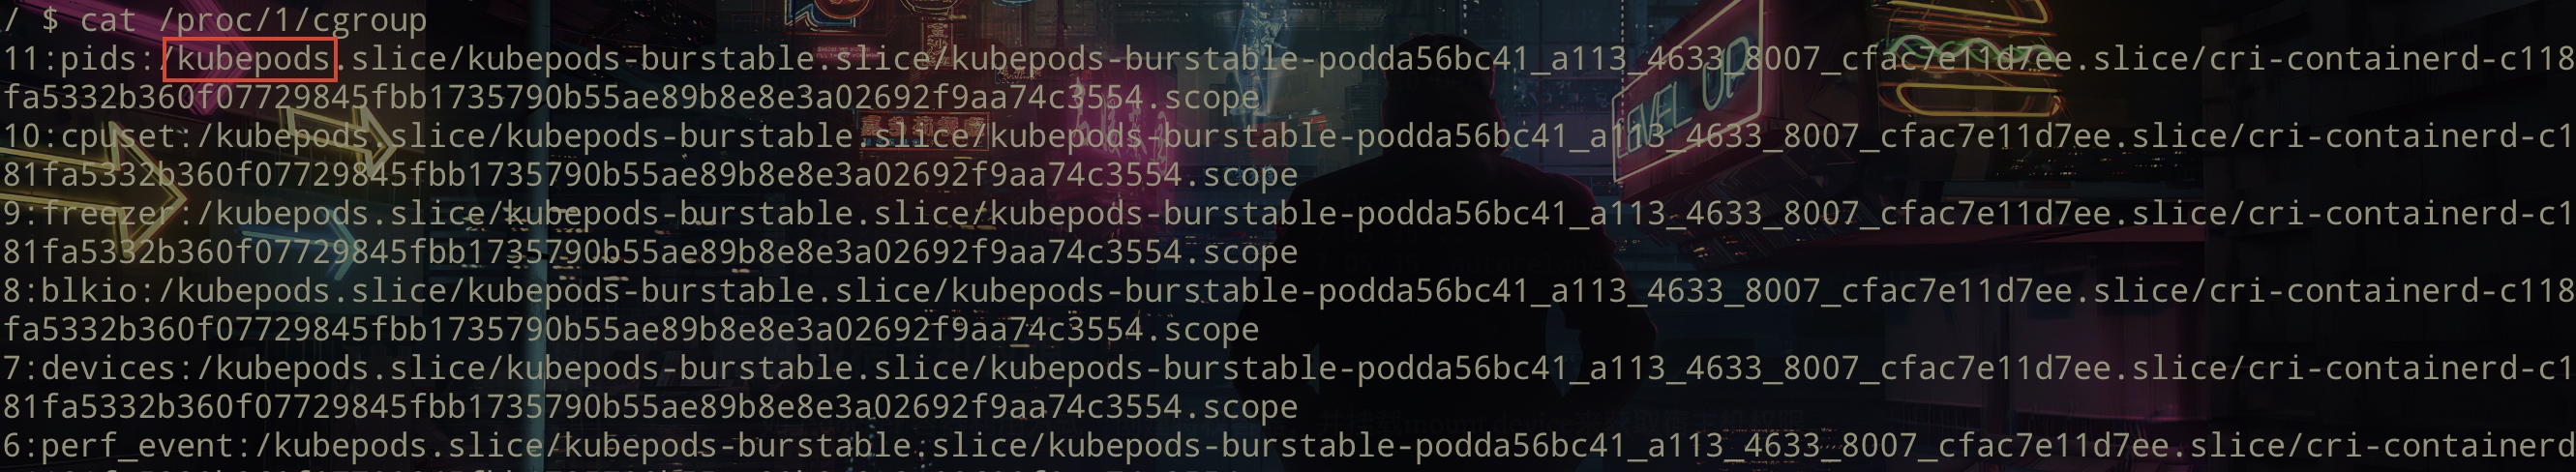 / $ cat /proc/1/cgroup
11:pids:/kubepods.slice/kubepods-burstable.slice/kubepods-burstable-podda56bc41_a113_4633_8007_cfac7e11d7ee.slice/cri-containerd-c118
fa5332b360f07729845fbb1735790b55ae89b8e8e3a02692f9aa74c3554.scope
10:cpuset:/kubepods.slice/kubepods-burstable.slice/kubepods-burstable-podda56bc41_a113_4633_8007_cfac7e11d7ee.slice/cri-containerd-c1
81fa5332b360f07729845fbb1735790b55ae89b8e8e3a02692f9aa74c3554.scope
9:freezer:/kubepods.slice/kubepods-burstable.slice/kubepods-burstable-podda56bc41_a113_4633_8007_cfac7e11d7ee.slice/cri-containerd-c1
81fa5332b360f07729845fbb1735790b55ae89b8e8e3a02692f9aa74c3554.scope
8:blkio:/kubepods.slice/kubepods-burstable.slice/kubepods-burstable-podda56bc41_a113_4633_8007_cfac7e11d7ee.slice/cri-containerd-c118
fa5332b360f07729845fbb1735790b55ae89b8e8e3a02692f9aa74c3554.scope
7:devices:/kubepods.slice/kubepods-burstable.slice/kubepods-burstable-podda56bc41_a113_4633_8007_cfac7e11d7ee.slice/cri-containerd-c1
81fa5332b360f07729845fbb1735790b55ae89b8e8e3a02692f9aa74c3554.scope
6:perf_event:/kubepods.slice/kubepods-burstable.slice/kubepods-burstable-podda56bc41_a113_4633_8007_cfac7e11d7ee.slice/cri-containerd
LEVEL UP